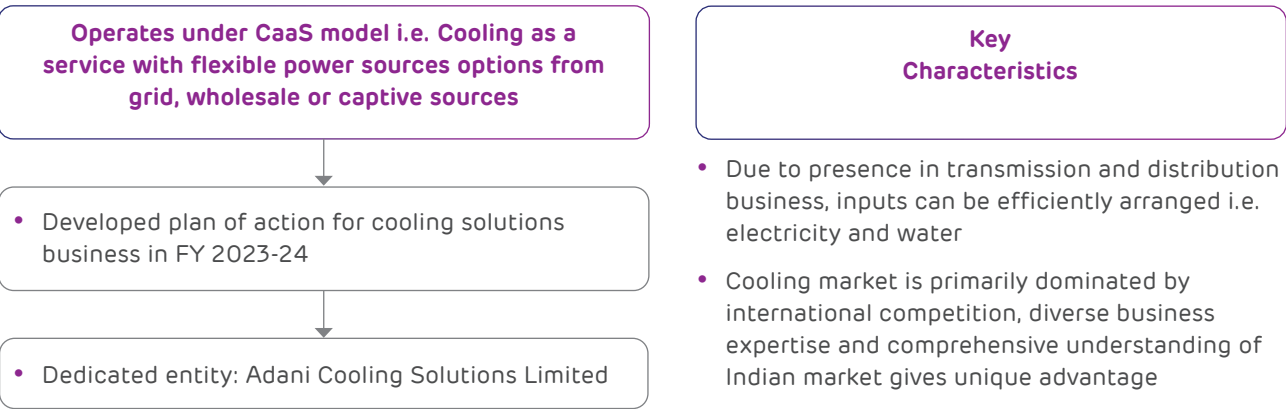 Operates under CaaS model i.e. Cooling as a
service with flexible power sources options from
grid, wholesale or captive sources
• Developed plan of action for cooling solutions
business in FY 2023-24
• Dedicated entity: Adani Cooling Solutions Limited
Key
Characteristics
• Due to presence in transmission and distribution
business, inputs can be efficiently arranged i.e.
electricity and water
• Cooling market is primarily dominated by
international competition, diverse business
expertise and comprehensive understanding of
Indian market gives unique advantage